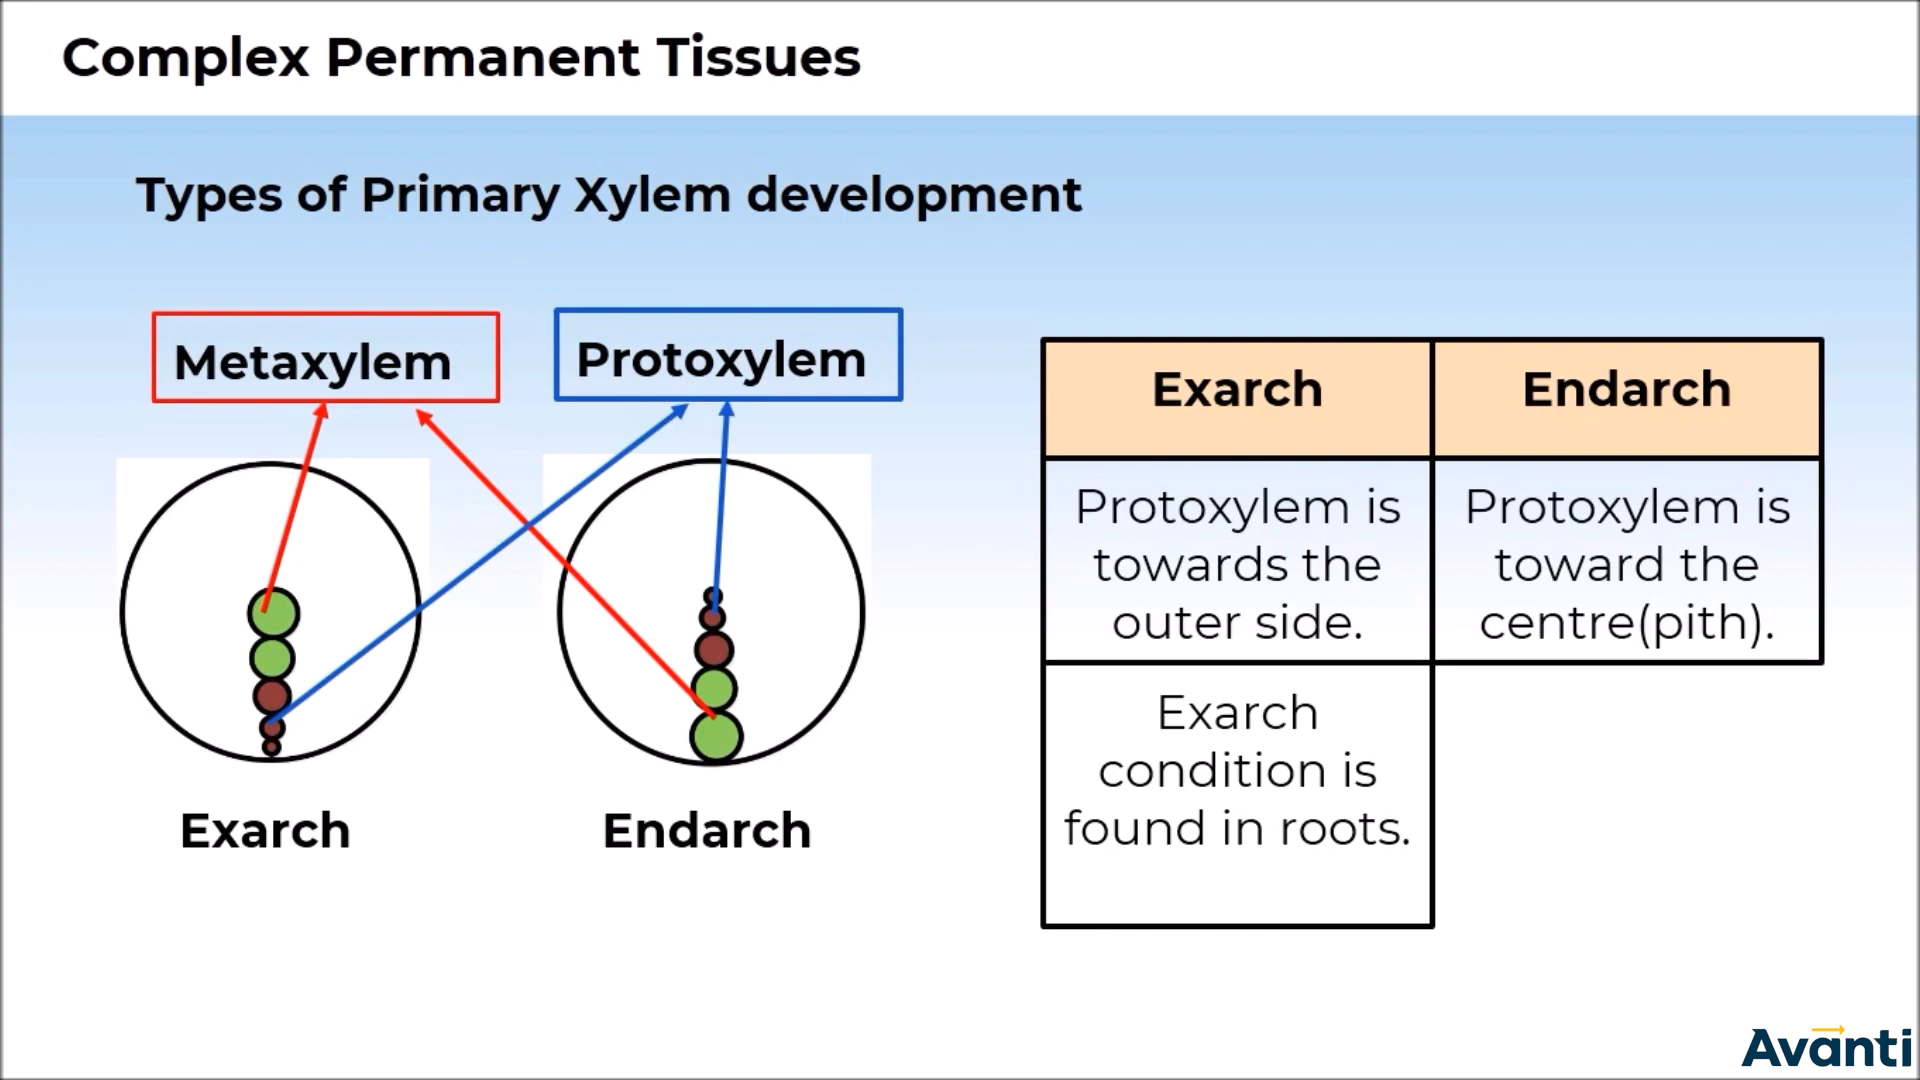 Complex Permanent Tissues
Types of Primary Xylem development
Metaxylem
Protoxylem
Exarch
Endarch
Exarch
Endarch
Protoxylem is
towards the
outer side.
Protoxylem is
toward the
centre(pith).
Exarch
condition is
found in roots.
Avanti